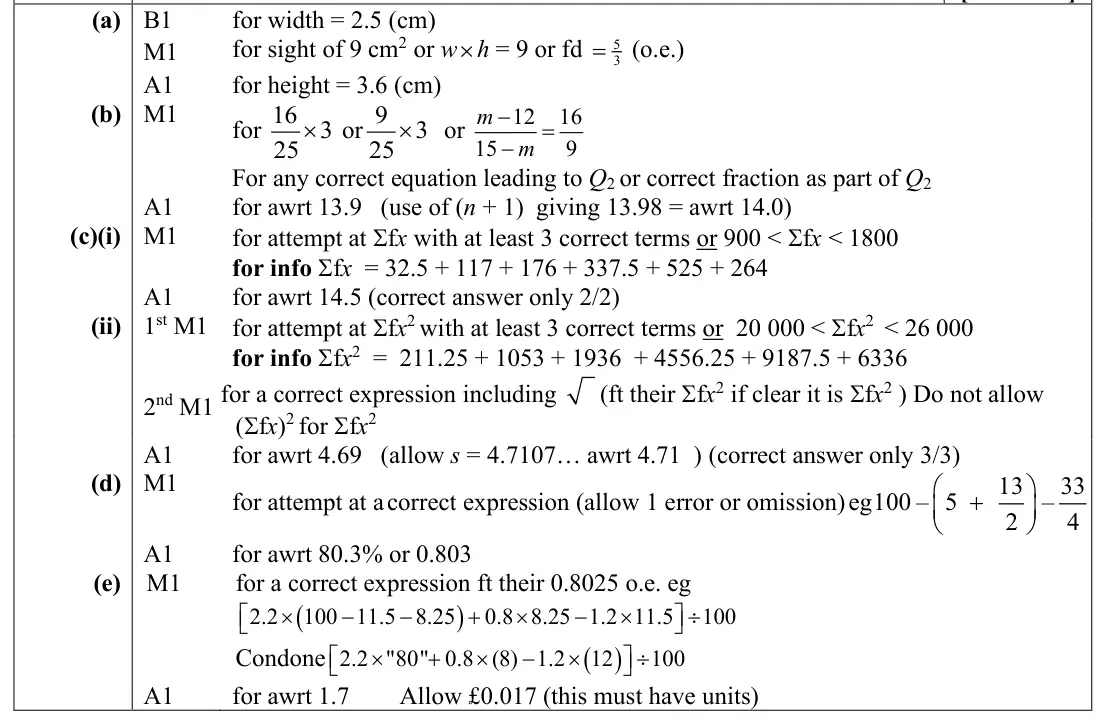 (a) B1 for width = 2.5 (cm)
M1 for sight of 9 cm² or w × h = 9 or fd = 5/3 (o.e.)
A1 for height = 3.6 (cm)
(b) M1 for 16/25 × 3 or 9/25 × 3 or (m − 12)/(15 − m) = 16/9
For any correct equation leading to Q₂ or correct fraction as part of Q₂
A1 for awrt 13.9 (use of (n + 1) giving 13.98 = awrt 14.0)
(c)(i) M1 for attempt at Σfx with at least 3 correct terms or 900 < Σfx < 1800
for info Σfx = 32.5 + 117 + 176 + 337.5 + 525 + 264
A1 for awrt 14.5 (correct answer only 2/2)
(ii) 1st M1 for attempt at Σfx² with at least 3 correct terms or 20 000 < Σfx² < 26 000
for info Σfx² = 211.25 + 1053 + 1936 + 4556.25 + 9187.5 + 6336
2nd M1 for a correct expression including √ (ft their Σfx² if clear it is Σfx² ) Do not allow
(Σfx)² for Σfx²
A1 for awrt 4.69 (allow s = 4.7107… awrt 4.71 ) (correct answer only 3/3)
(d) M1 for attempt at a correct expression (allow 1 error or omission) eg100 – (5 + 13/2) – 33/4
A1 for awrt 80.3% or 0.803
(e) M1 for a correct expression ft their 0.8025 o.e. eg
[2.2×(100−11.5−8.25)+0.8×8.25−1.2×11.5]÷100
Condone [2.2×"80"+0.8×(8)−1.2×(12)]÷100
A1 for awrt 1.7 Allow £0.017 (this must have units)